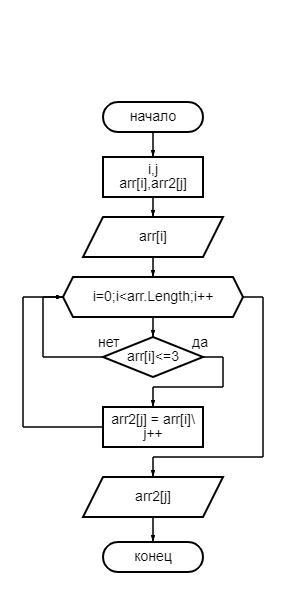 начало
i,j
arr[i],arr2[j]
arr[i]
i=0;i<arr.Length;i++
нет
да
arr[i]<=3
arr2[j] = arr[i]\
j++
arr2[j]
конец